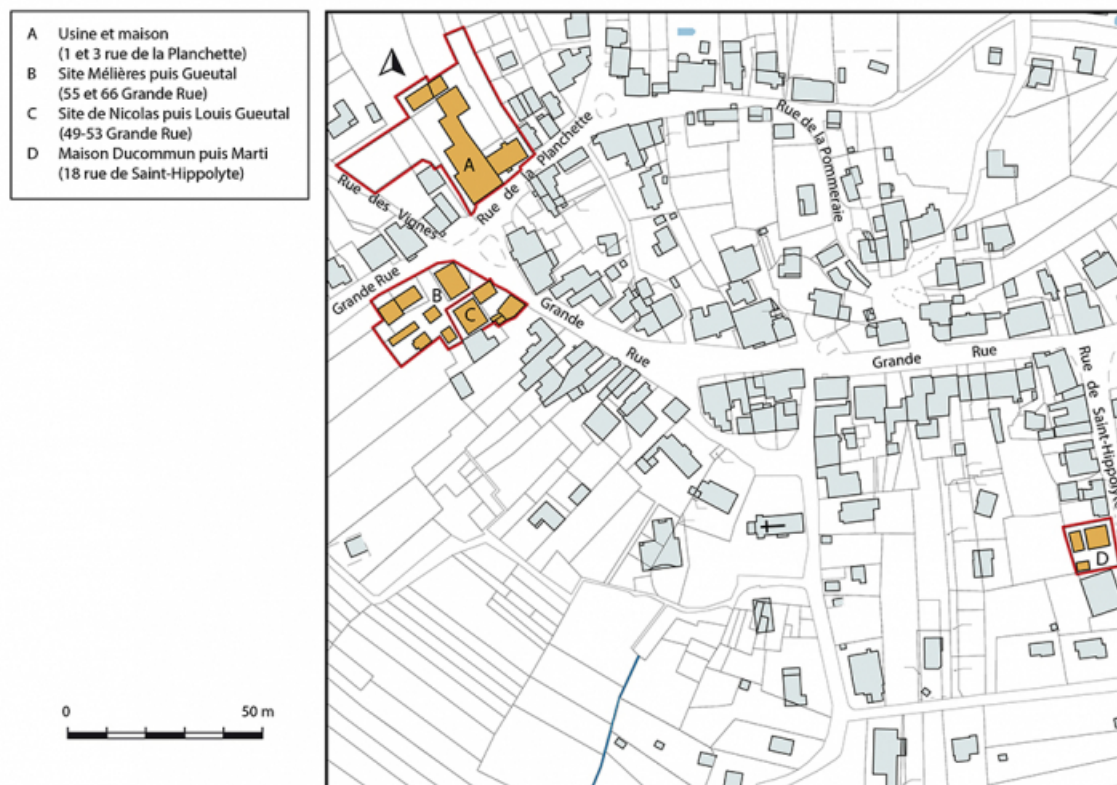 A Usine et maison
(1 et 3 rue de la Planchette)
B Site Mélières puis Gueutal
(55 et 66 Grande Rue)
C Site de Nicolas puis Louis Gueutal
(49-53 Grande Rue)
D Maison Ducommun puis Marti
(18 rue de Saint-Hippolyte)
0 50 m
A
Rue de la Planchette
Rue de la Pommeraie
Rue des Vignes
Grande Rue
B
C
Grande Rue
Grande Rue
Rue de Saint-Hippolyte
D